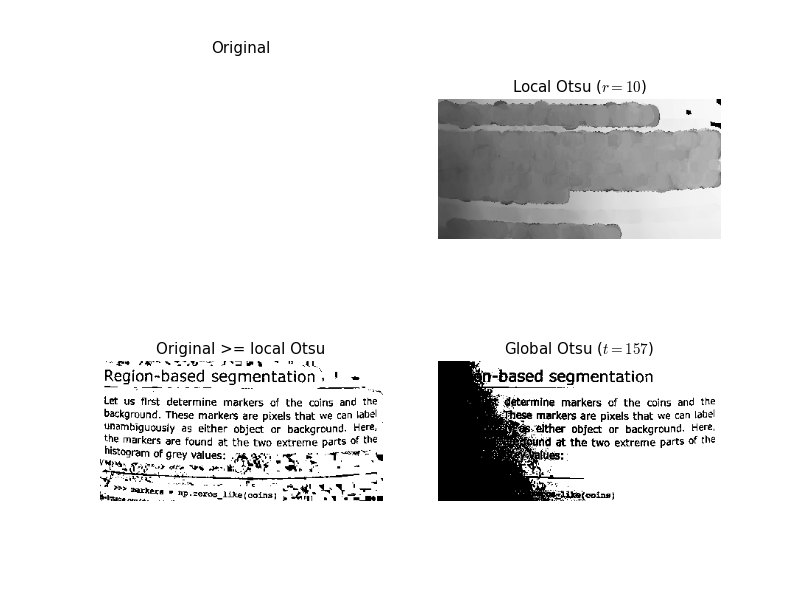 Original
Local Otsu (r = 10)
Original >= local Otsu
Global Otsu (t = 157)
Region-based segmentation
Let us first determine markers of the coins and the
background. These markers are pixels that we can label
unambiguously as either object or background. Here,
the markers are found at the two extreme parts of the
histogram of grey values:
>>> markers = np.zeros_like(coins)
n-based segmentation
determine markers of the coins and the
These markers are pixels that we can label
as either object or background. Here,
found at the two extreme parts of the
values:
zeros_like(coins)